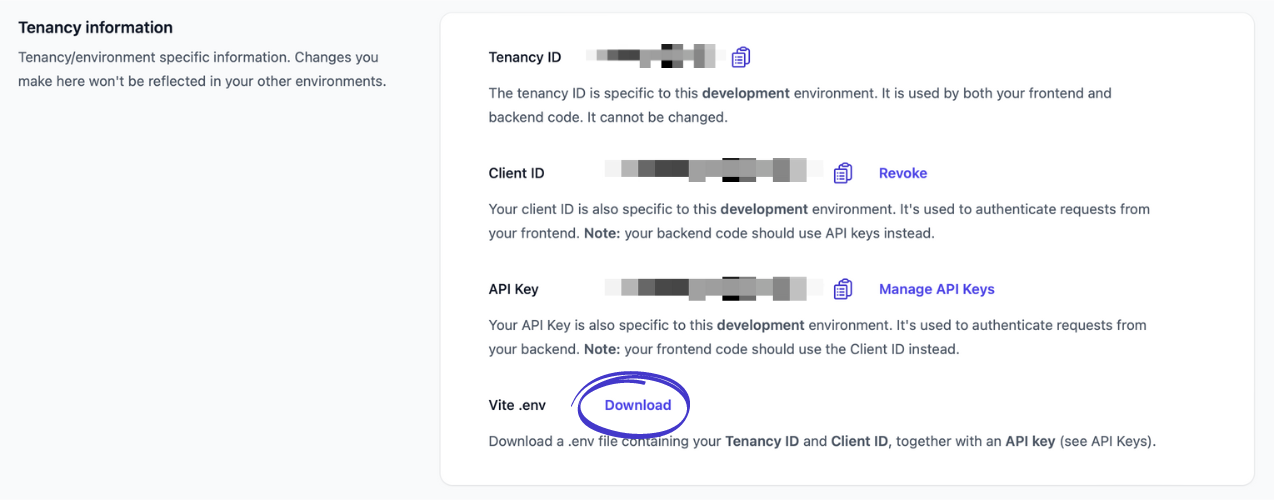 Tenancy information
Tenancy/environment specific information. Changes you
make here won't be reflected in your other environments.
Tenancy ID
The tenancy ID is specific to this development environment. It is used by both your frontend and
backend code. It cannot be changed.
Client ID
Revoke
Your client ID is also specific to this development environment. It's used to authenticate requests from
your frontend. Note: your backend code should use API keys instead.
API Key
Manage API Keys
Your API Key is also specific to this development environment. It's used to authenticate requests from
your backend. Note: your frontend code should use the Client ID instead.
Vite .env
Download
Download a .env file containing your Tenancy ID and Client ID, together with an API key (see API Keys).